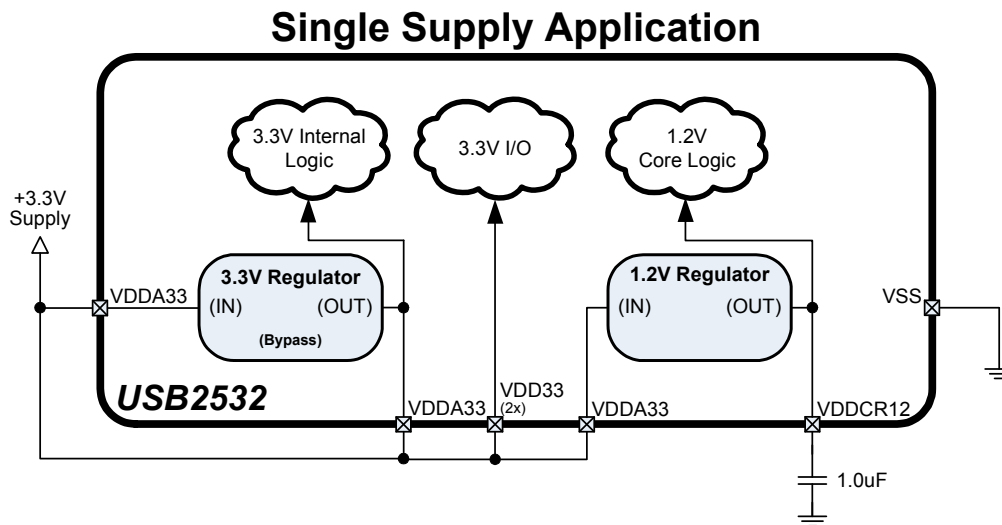 Single Supply Application
3.3V Internal
Logic
3.3V I/O
1.2V
Core Logic
+3.3V
Supply
VDDA33
3.3V Regulator
(IN)
(OUT)
(Bypass)
1.2V Regulator
(IN)
(OUT)
VSS
USB2532
VDDA33
VDD33
(2x)
VDDA33
VDDCR12
1.0uF